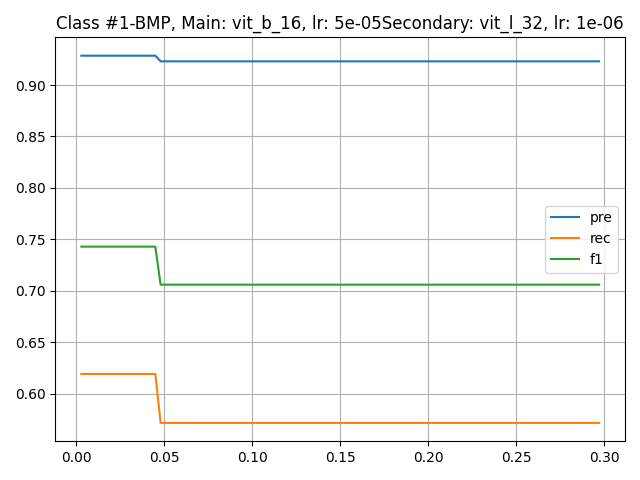 Class #1-BMP, Main: vit_b_16, lr: 5e-05Secondary: vit_l_32, lr: 1e-06
0.90
0.85
0.80
0.75
0.70
0.65
0.60
pre
rec
f1
0.00 0.05 0.10 0.15 0.20 0.25 0.30